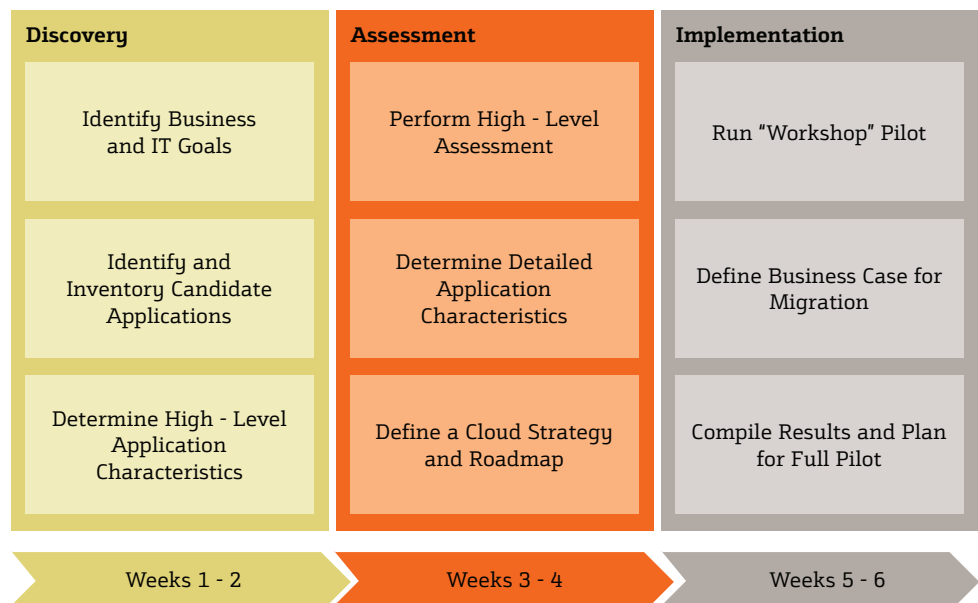 Discovery
Identify Business
and IT Goals
Identify and
Inventory Candidate
Applications
Determine High - Level
Application
Characteristics
Weeks 1 - 2
Assessment
Perform High - Level
Assessment
Determine Detailed
Application
Characteristics
Define a Cloud Strategy
and Roadmap
Weeks 3 - 4
Implementation
Run “Workshop” Pilot
Define Business Case for
Migration
Compile Results and Plan
for Full Pilot
Weeks 5 - 6